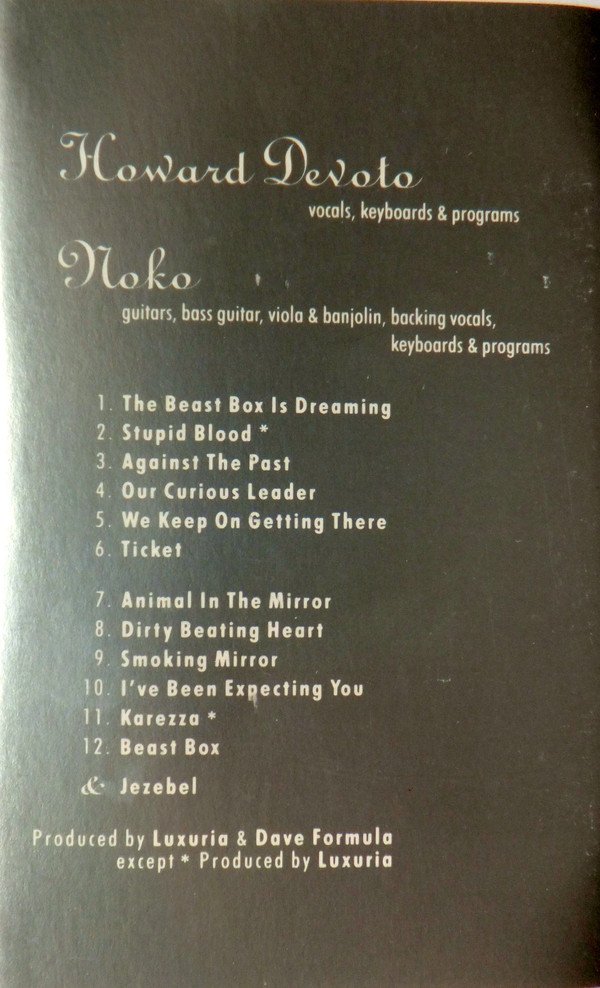 Howard Devoto
vocals, keyboards & programs
Noko
guitars, bass guitar, viola & banjolin, backing vocals,
keyboards & programs
1. The Beast Box Is Dreaming
2. Stupid Blood *
3. Against The Past
4. Our Curious Leader
5. We Keep On Getting There
6. Ticket
7. Animal In The Mirror
8. Dirty Beating Heart
9. Smoking Mirror
10. I've Been Expecting You
11. Karezza *
12. Beast Box
& Jezebel
Produced by Luxuria & Dave Formula
except * Produced by Luxuria